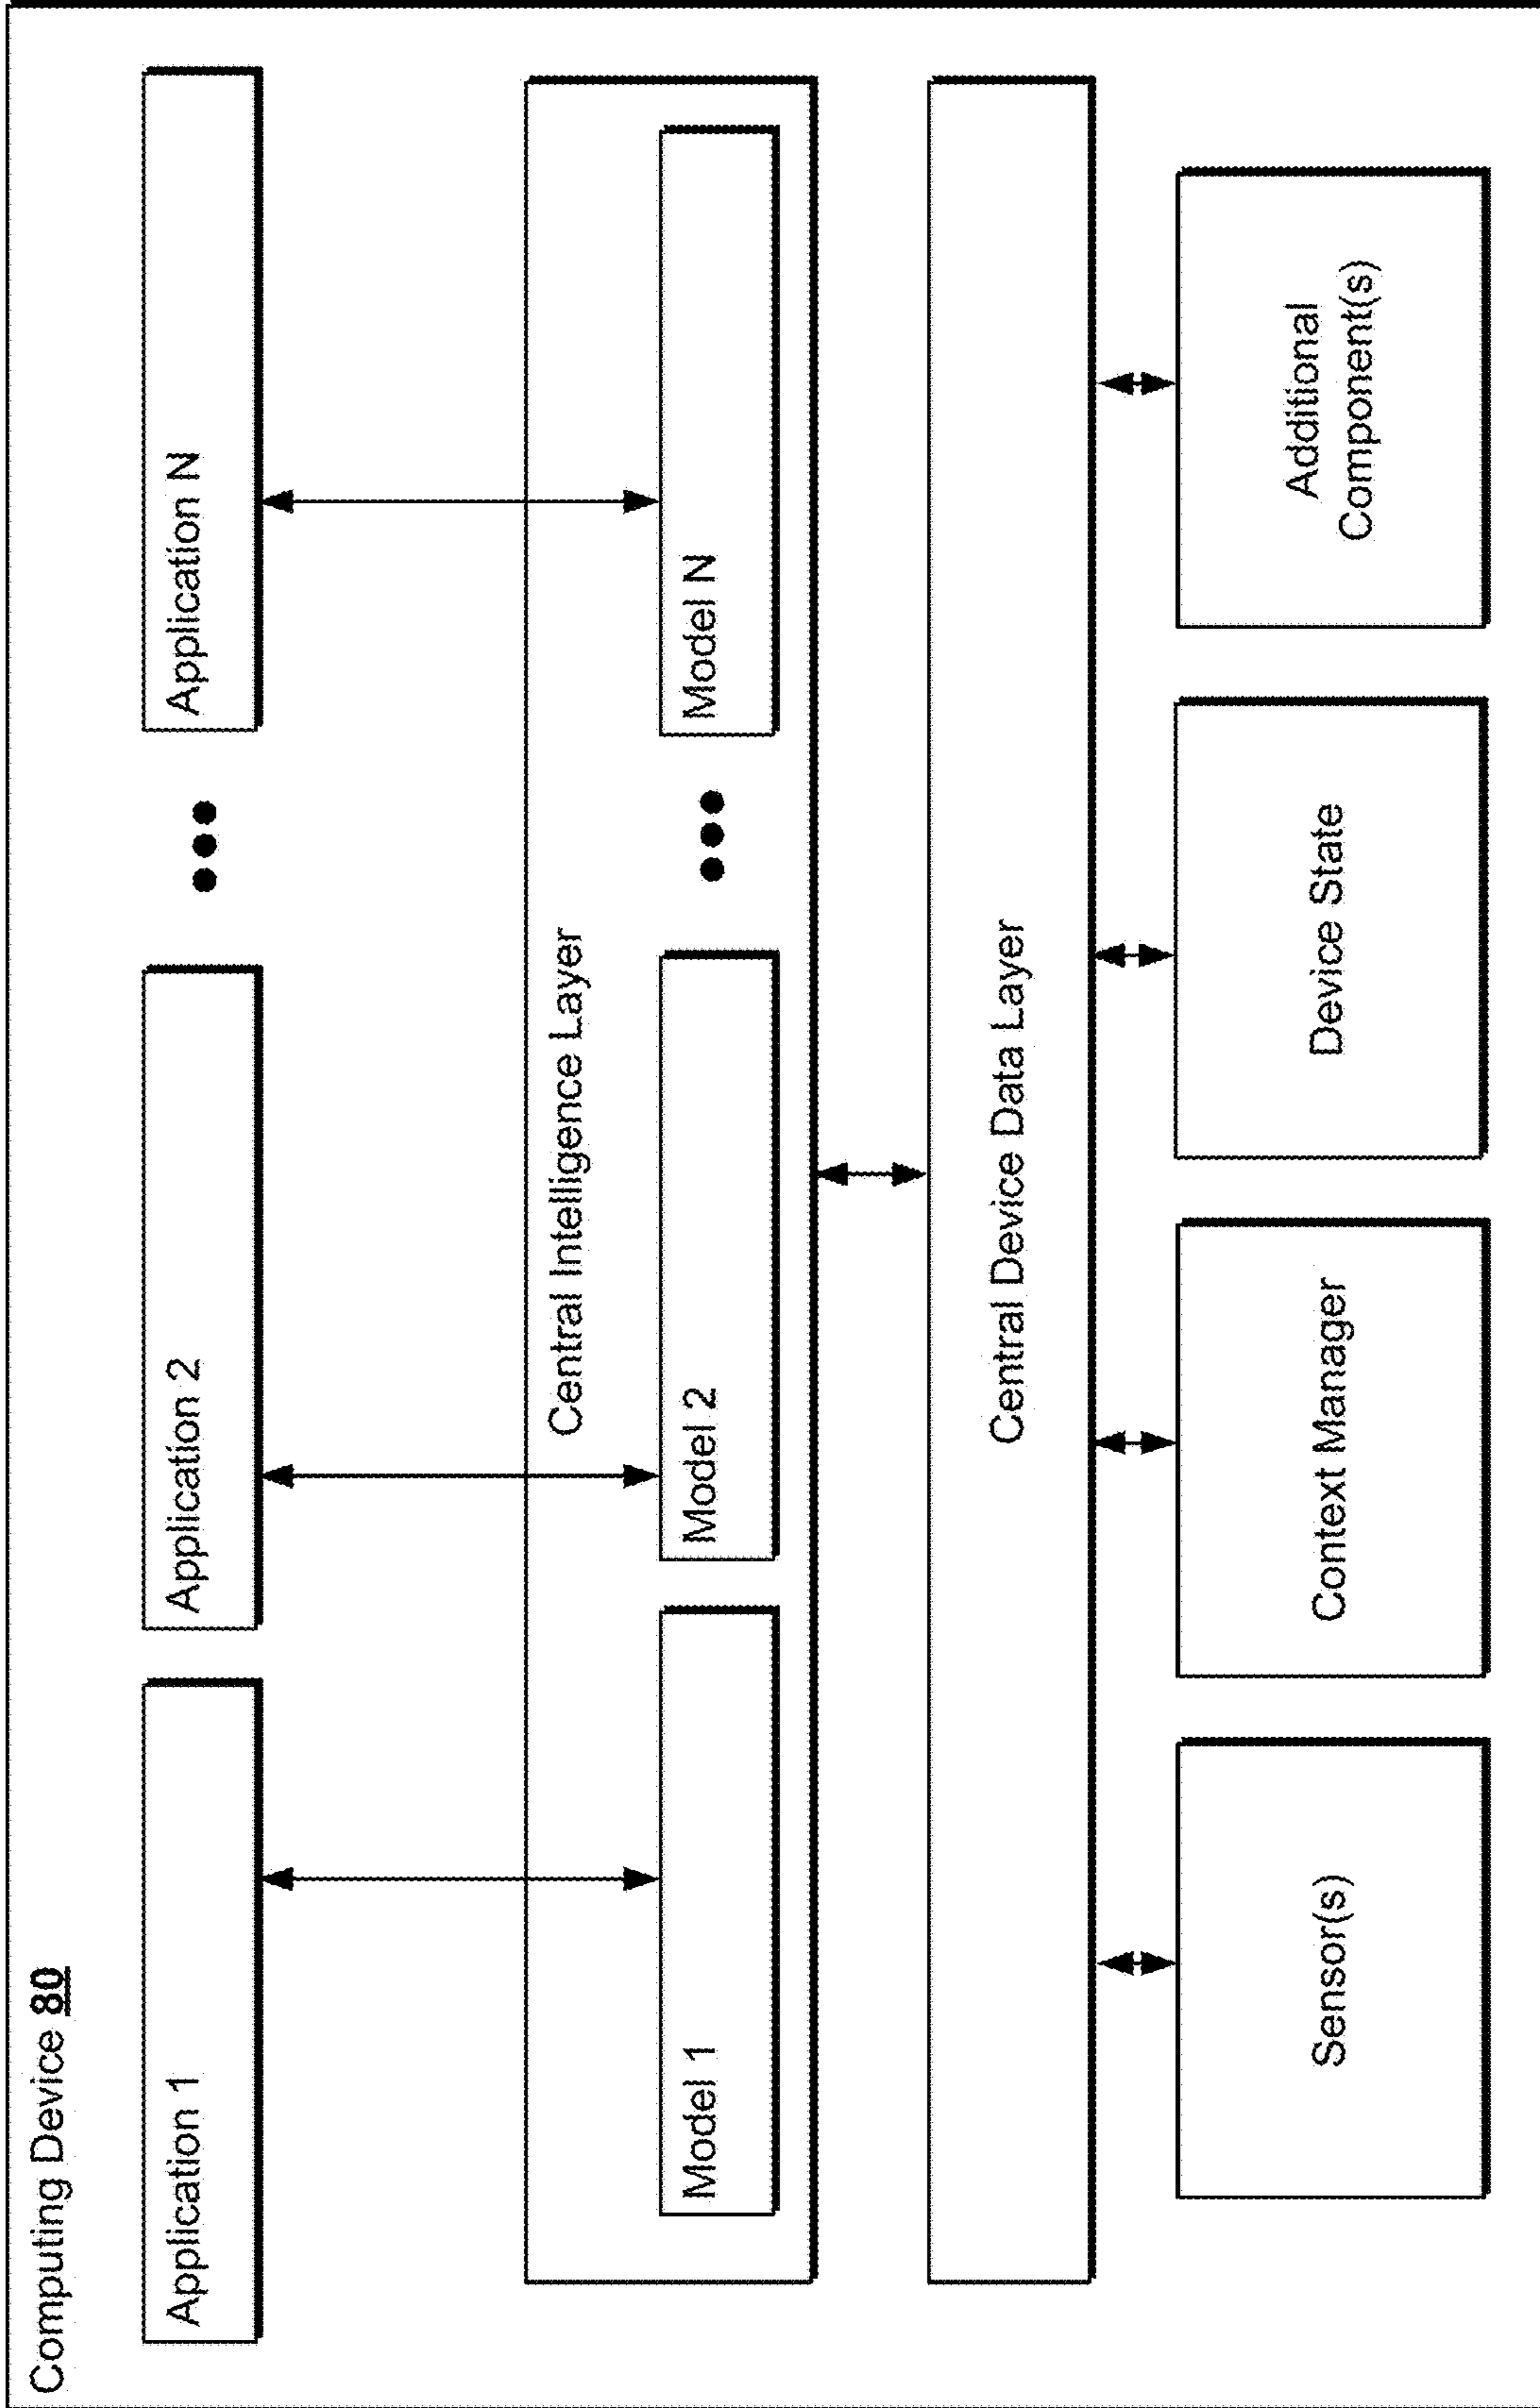 Computing Device 80
Application 1
Application 2
Application N
Central Intelligence Layer
Model 1
Model 2
Model N
Central Device Data Layer
Sensor(s)
Context Manager
Device State
Additional
Component(s)